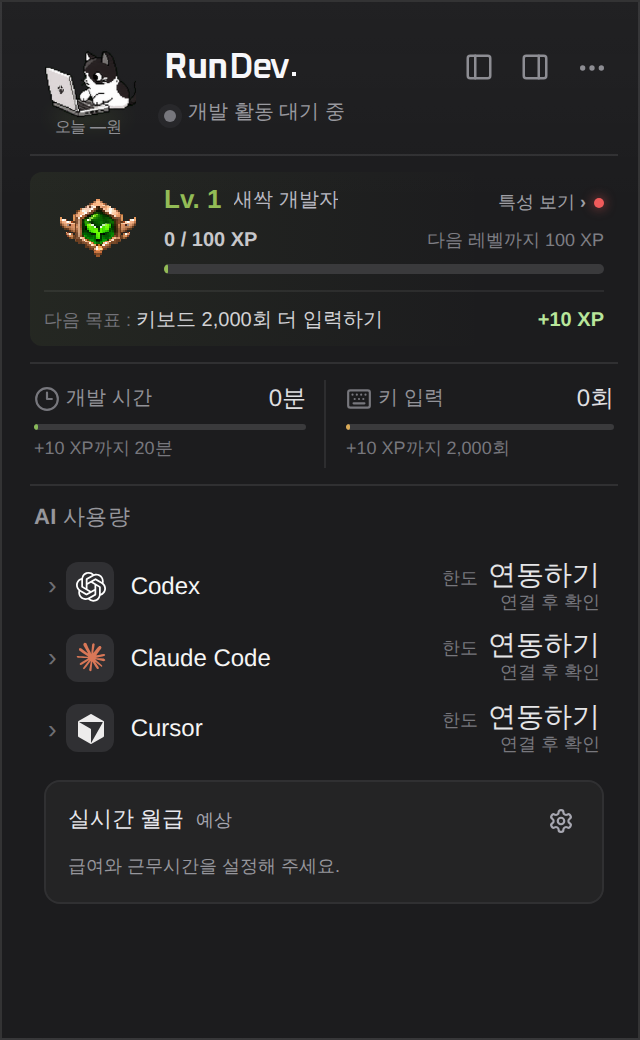 RunDev.
개발 활동 대기 중
오늘 —원
Lv. 1 새싹 개발자 특성 보기 ›
0 / 100 XP 다음 레벨까지 100 XP
다음 목표 : 키보드 2,000회 더 입력하기 +10 XP
개발 시간 0분
+10 XP까지 20분
키 입력 0회
+10 XP까지 2,000회
AI 사용량
› Codex 한도 연동하기
연결 후 확인
› Claude Code 한도 연동하기
연결 후 확인
› Cursor 한도 연동하기
연결 후 확인
실시간 월급 예상
급여와 근무시간을 설정해 주세요.